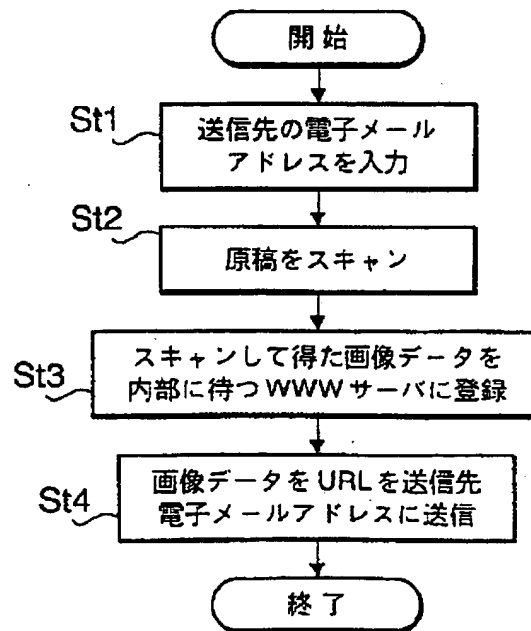 開始
St1
送信先の電子メール
アドレスを入力
St2
原稿をスキャン
St3
スキャンして得た画像データを
内部に待つWWWサーバに登録
St4
画像データをURLを送信先
電子メールアドレスに送信
終了